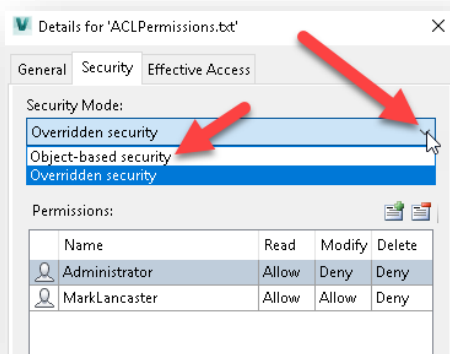 Details for 'ACLPermissions.txt'
General Security Effective Access
Security Mode:
Overridden security
Object-based security
Overridden security
Permissions:
Name Read Modify Delete
Administrator Allow Deny Deny
MarkLancaster Allow Allow Deny